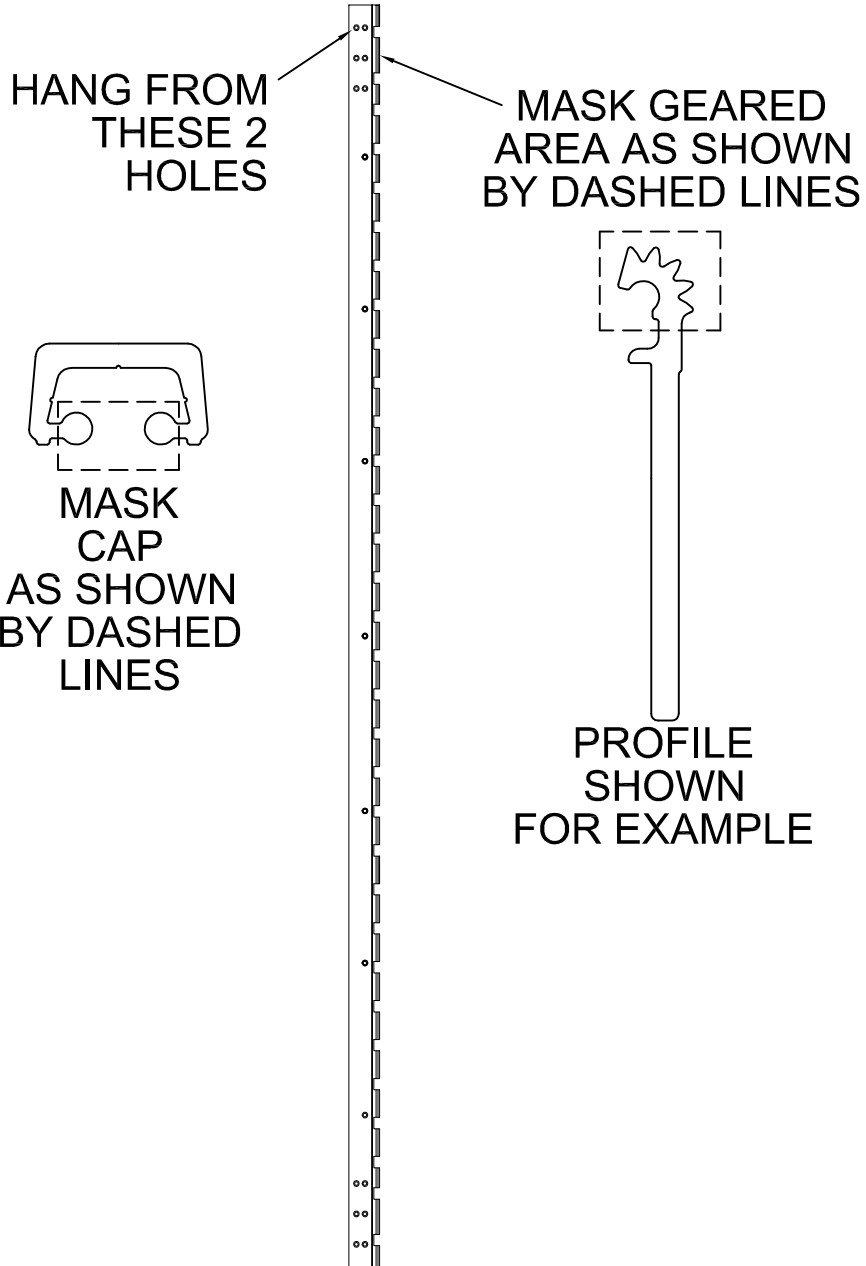 HANG FROM
THESE 2
HOLES
MASK GEARED
AREA AS SHOWN
BY DASHED LINES
MASK
CAP
AS SHOWN
BY DASHED
LINES
PROFILE
SHOWN
FOR EXAMPLE